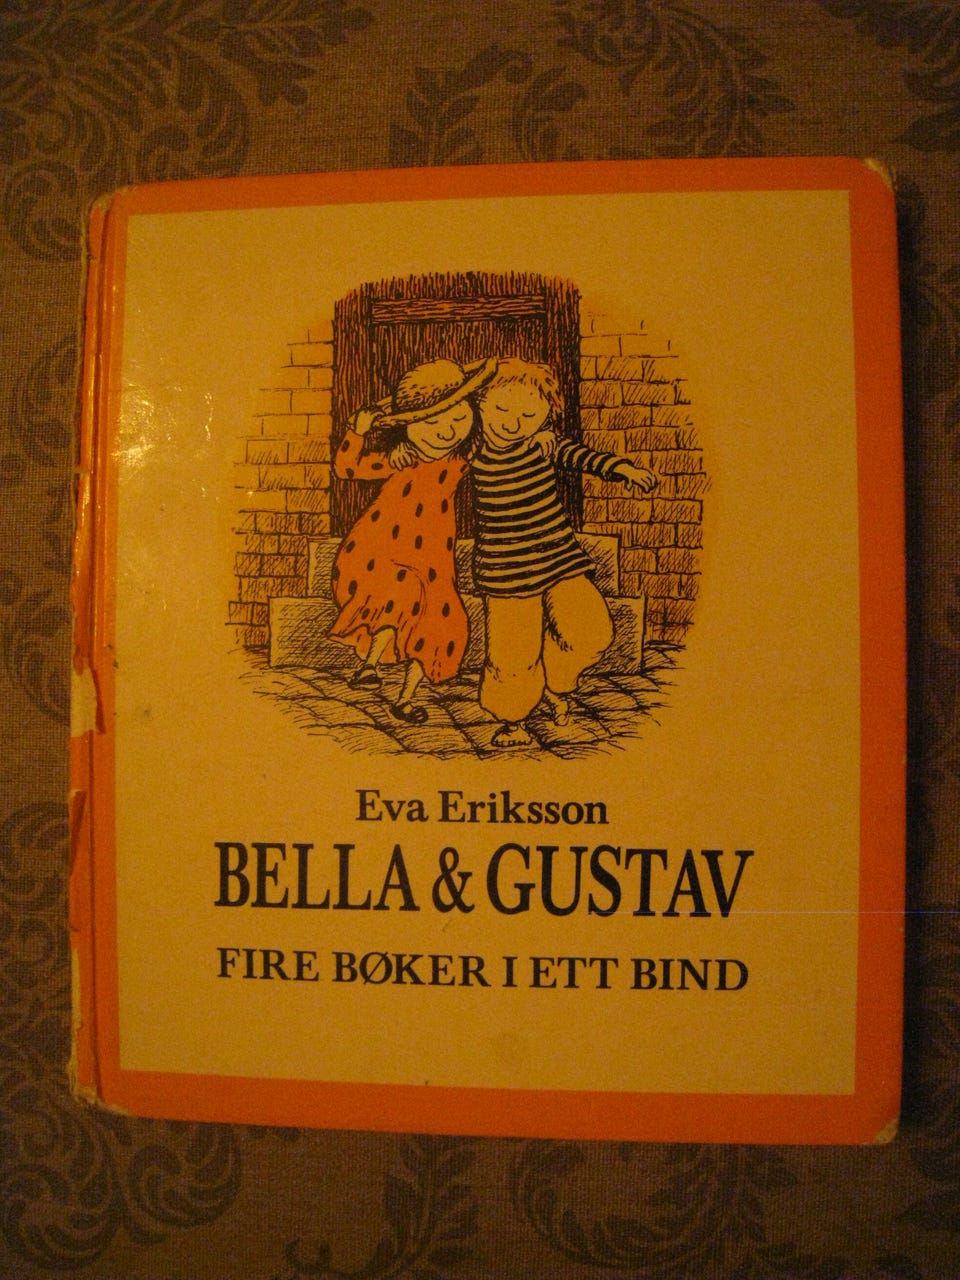 Eva Eriksson
BELLA & GUSTAV
FIRE BØKER I ETT BIND